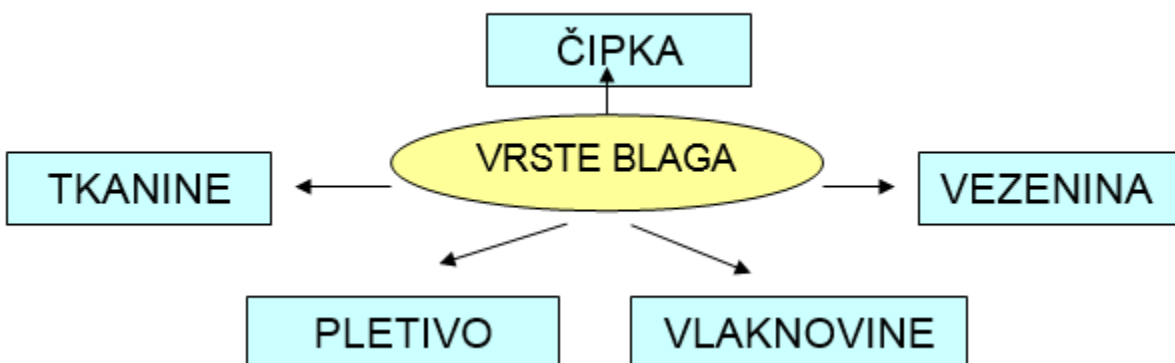 ČIPKA
VRSTE BLAGA
TKANINE
VEZENINA
PLETIVO
VLAKNOVINE